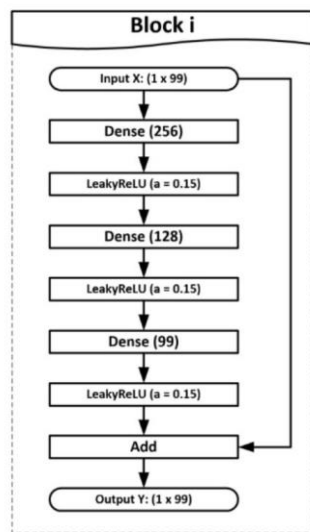 Block i
Input X: (1 x 99)
Dense (256)
LeakyReLU (a = 0.15)
Dense (128)
LeakyReLU (a = 0.15)
Dense (99)
LeakyReLU (a = 0.15)
Add
Output Y: (1 x 99)